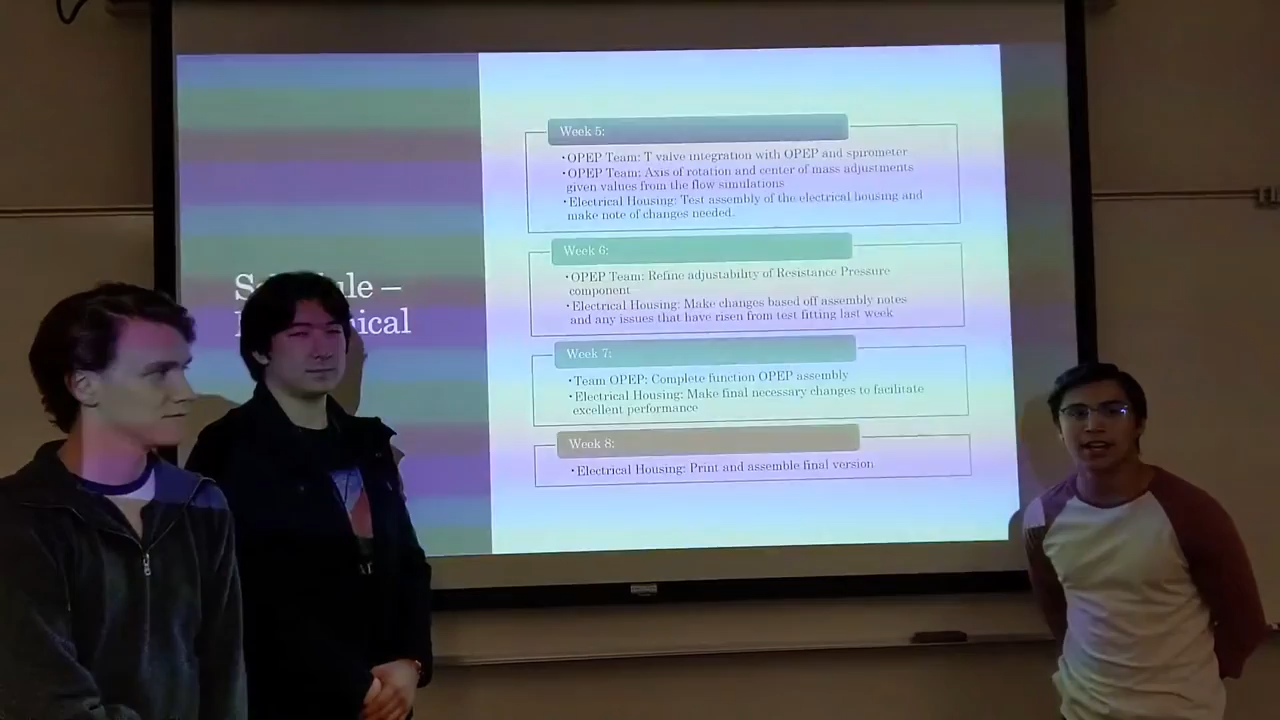 Week 5:
•OPEP Team: T valve integration with OPEP and spirometer
•OPEP Team: Axis of rotation and center of mass adjustments
given values from the flow simulations
•Electrical Housing: Test assembly of the electrical housing and
make note of changes needed.
Week 6:
•OPEP Team: Refine adjustability of Resistance Pressure
component
•Electrical Housing: Make changes based off assembly notes
and any issues that have risen from test fitting last week
Week 7:
•Team OPEP: Complete function OPEP assembly
•Electrical Housing: Make final necessary changes to facilitate
excellent performance
Week 8:
•Electrical Housing: Print and assemble final version